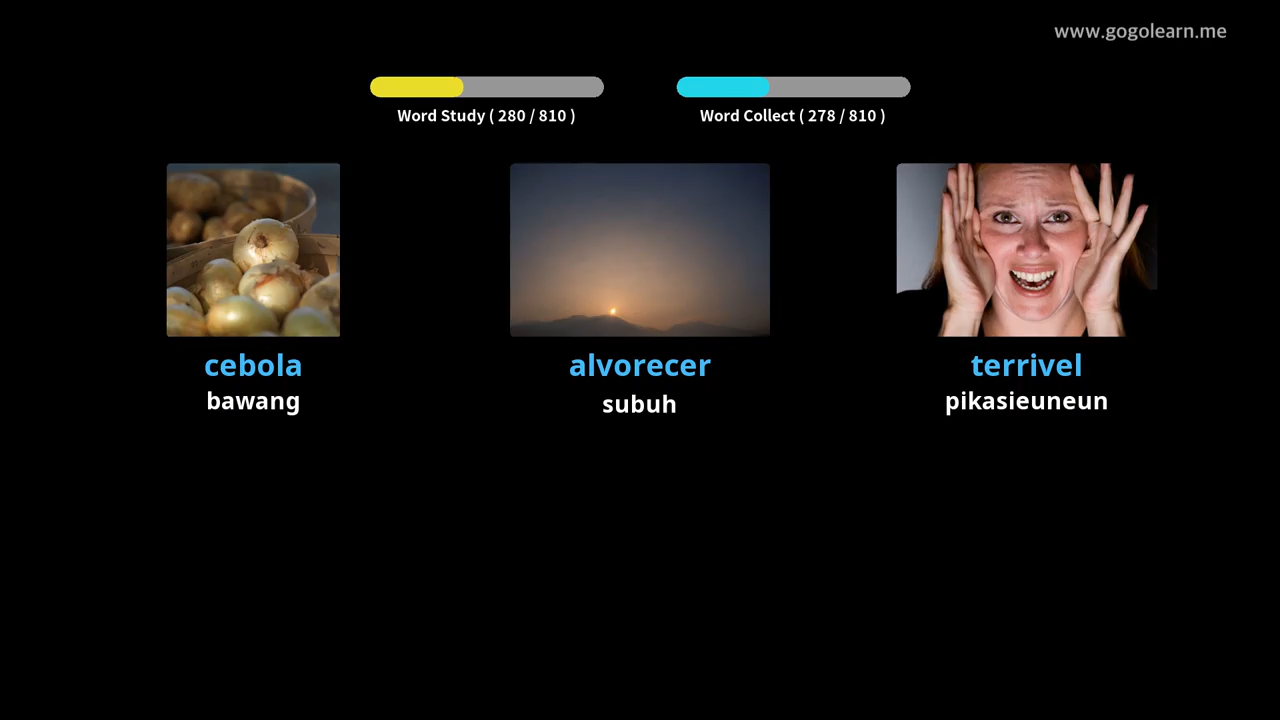 www.gogolearn.me
Word Study ( 280 / 810 )
Word Collect ( 278 / 810 )
cebola
bawang
alvorecer
subuh
terrivel
pikasieuneun